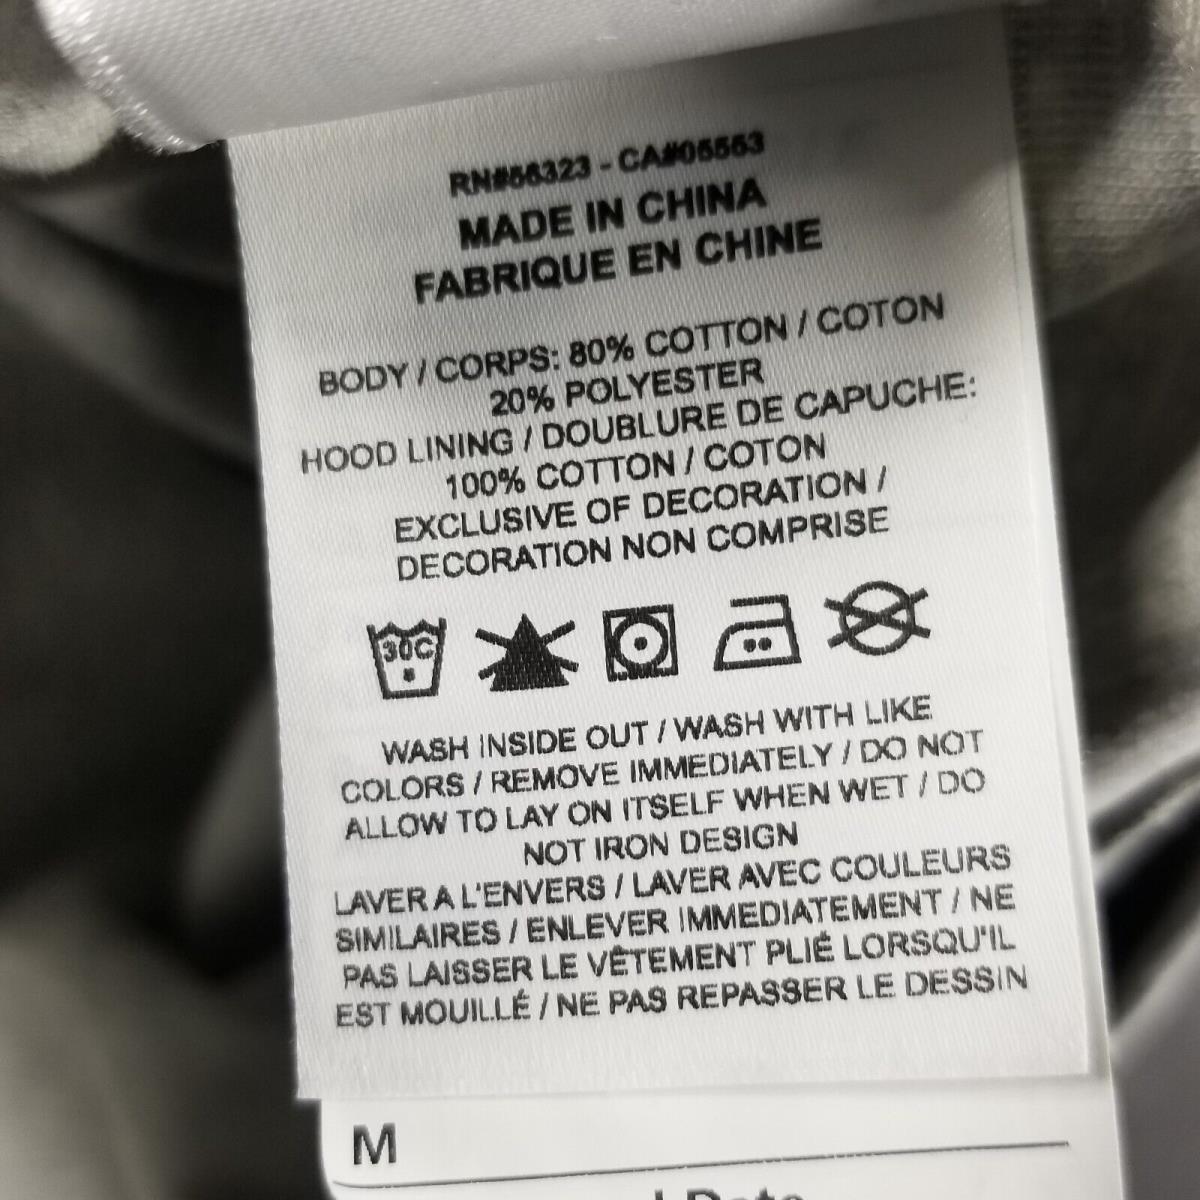 RN#56323 - CA#05553
MADE IN CHINA
FABRIQUE EN CHINE
BODY / CORPS: 80% COTTON / COTON
20% POLYESTER
HOOD LINING / DOUBLURE DE CAPUCHE:
100% COTTON / COTON
EXCLUSIVE OF DECORATION /
DECORATION NON COMPRISE
30C
WASH INSIDE OUT / WASH WITH LIKE
COLORS / REMOVE IMMEDIATELY / DO NOT
ALLOW TO LAY ON ITSELF WHEN WET / DO
NOT IRON DESIGN
LAVER A L'ENVERS / LAVER AVEC COULEURS
SIMILAIRES / ENLEVER IMMEDIATEMENT / NE
PAS LAISSER LE VÊTEMENT PLIÉ LORSQU'IL
EST MOUILLÉ / NE PAS REPASSER LE DESSIN
M